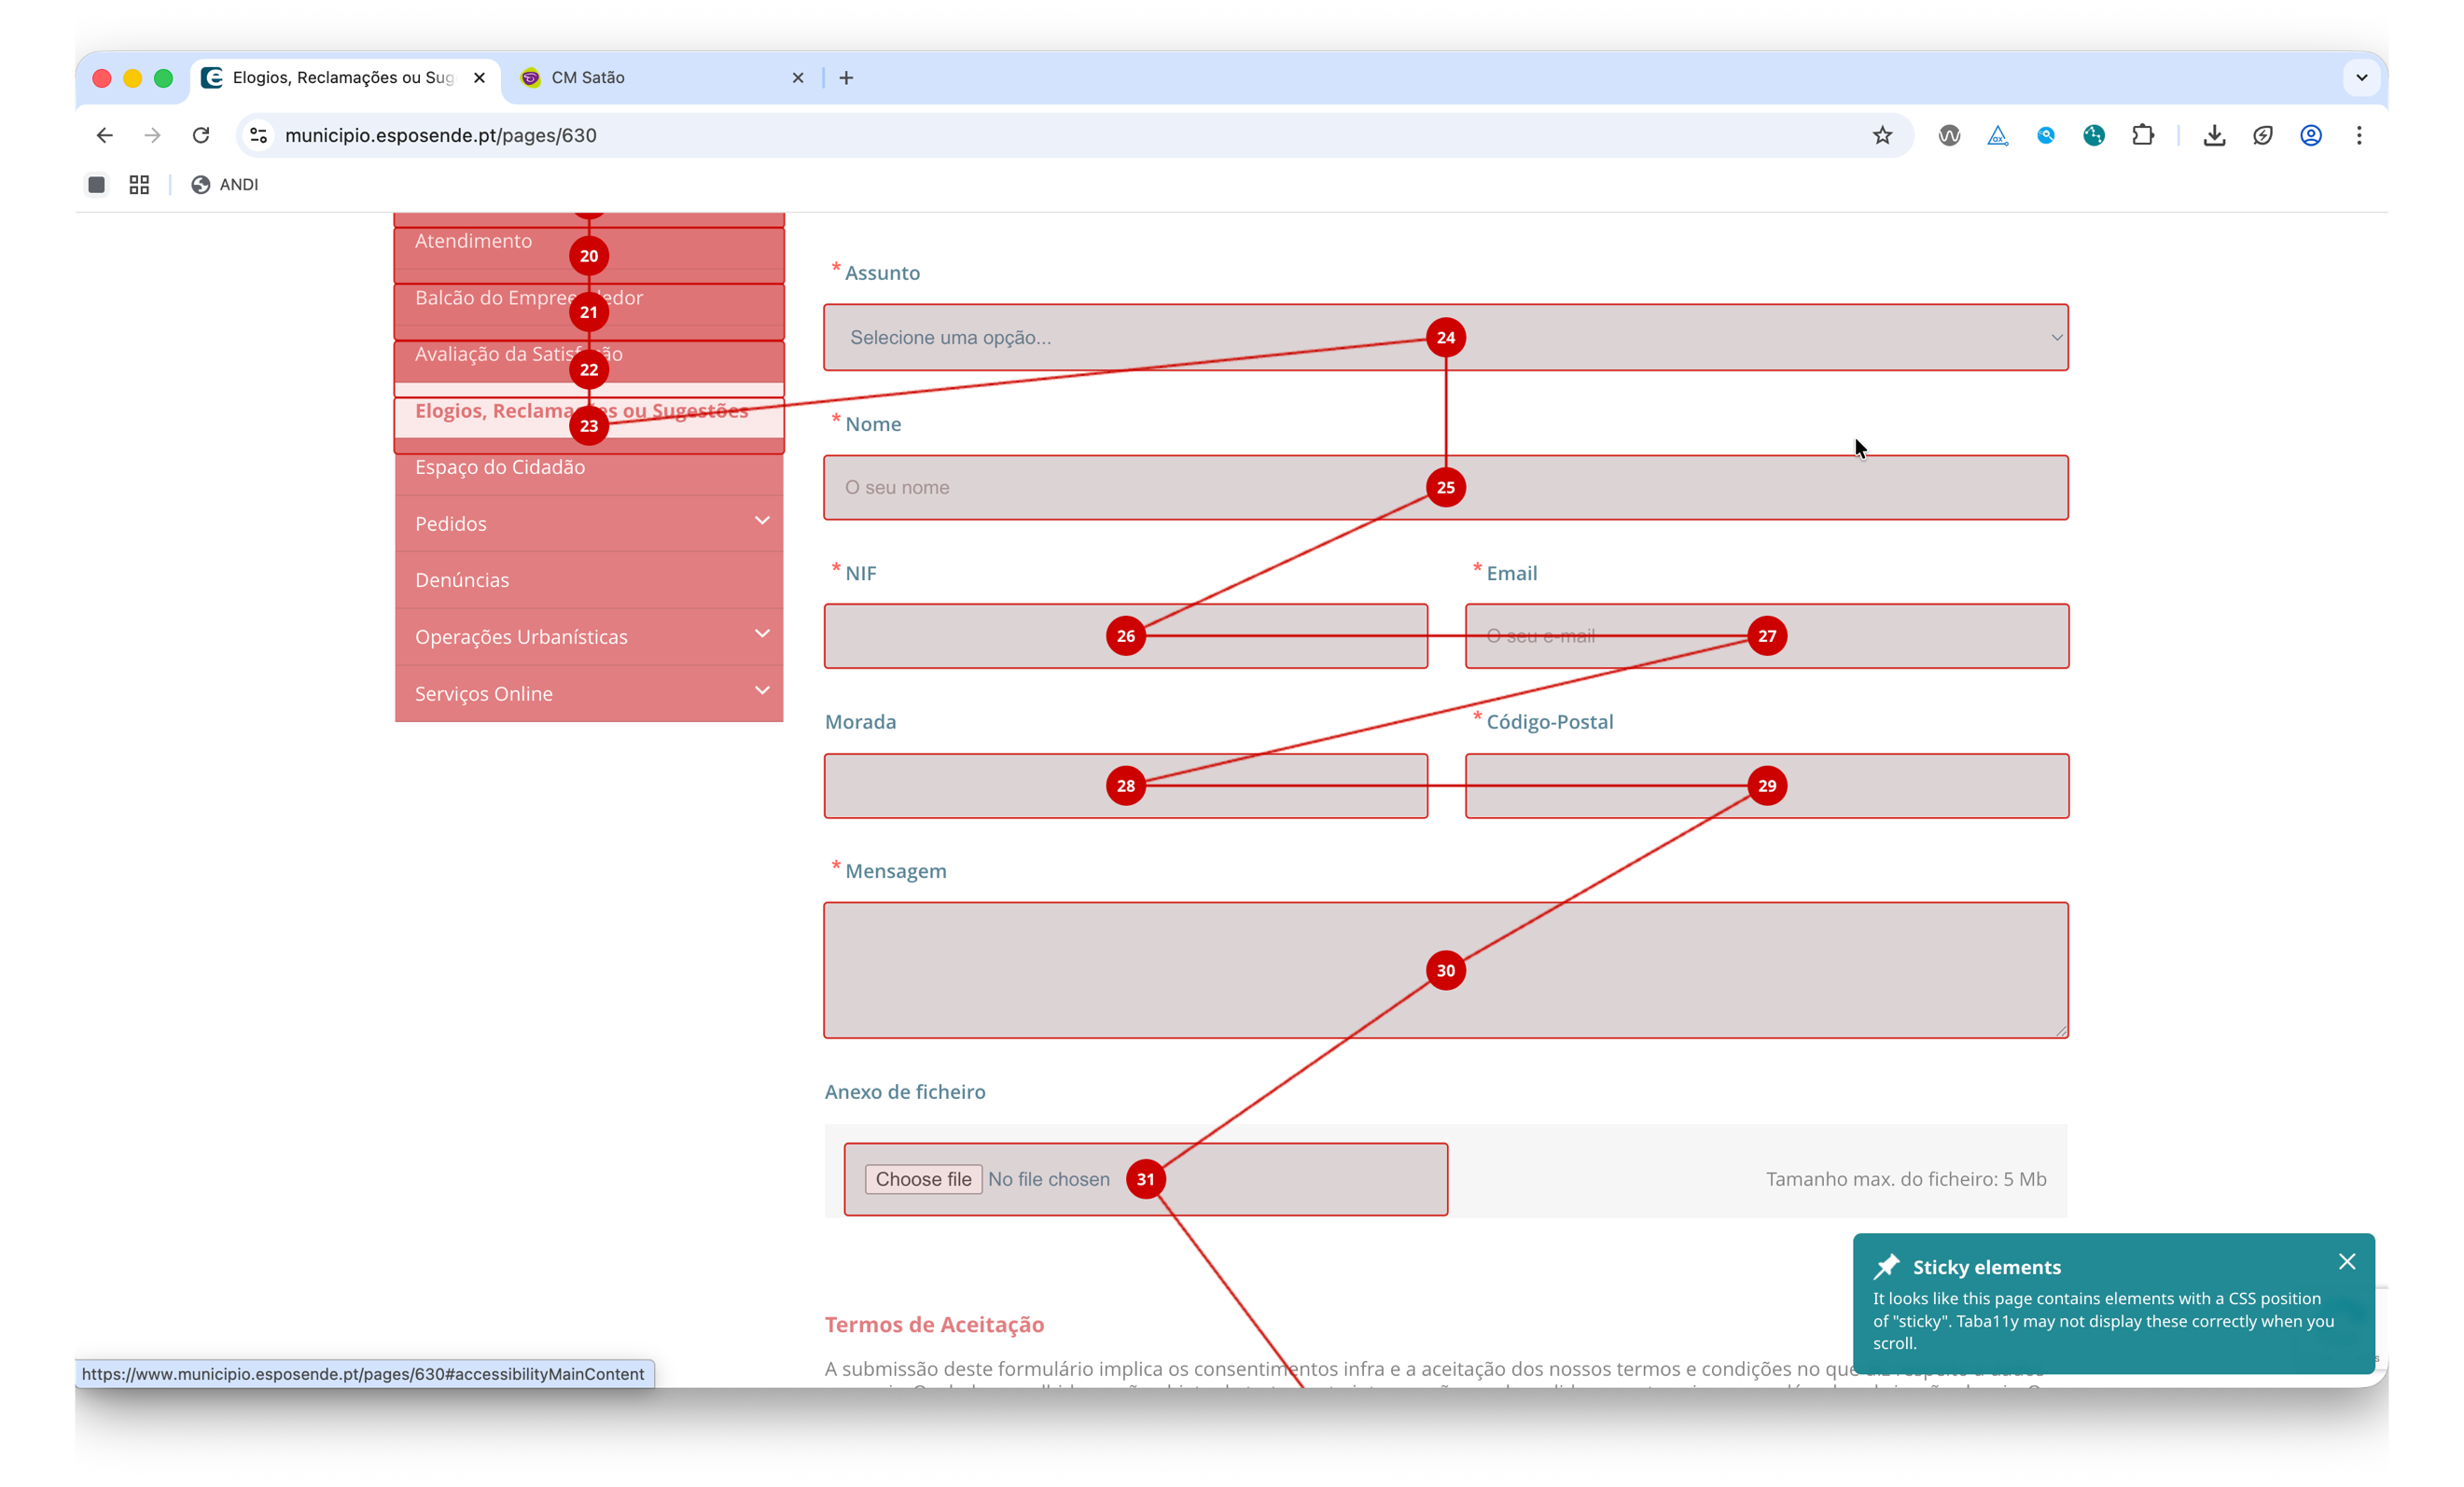 Elogios, Reclamações ou Sug
CM Satão
municipio.esposende.pt/pages/630
ANDI
Atendimento
20
Balcão do Empreendedor
21
Avaliação da Satisfação
22
Elogios, Reclamações ou Sugestões
23
Espaço do Cidadão
Pedidos
Denúncias
Operações Urbanísticas
Serviços Online
* Assunto
Selecione uma opção...
24
* Nome
O seu nome
25
* NIF
* Email
26
O seu e-mail
27
Morada
* Código-Postal
28
29
* Mensagem
30
Anexo de ficheiro
Choose file No file chosen
31
Tamanho max. do ficheiro: 5 Mb
Termos de Aceitação
A submissão deste formulário implica os consentimentos infra e a aceitação dos nossos termos e condições no que diz respeito a dados
Sticky elements
It looks like this page contains elements with a CSS position
of "sticky". Taba11y may not display these correctly when you
scroll.
https://www.municipio.esposende.pt/pages/630#accessibilityMainContent